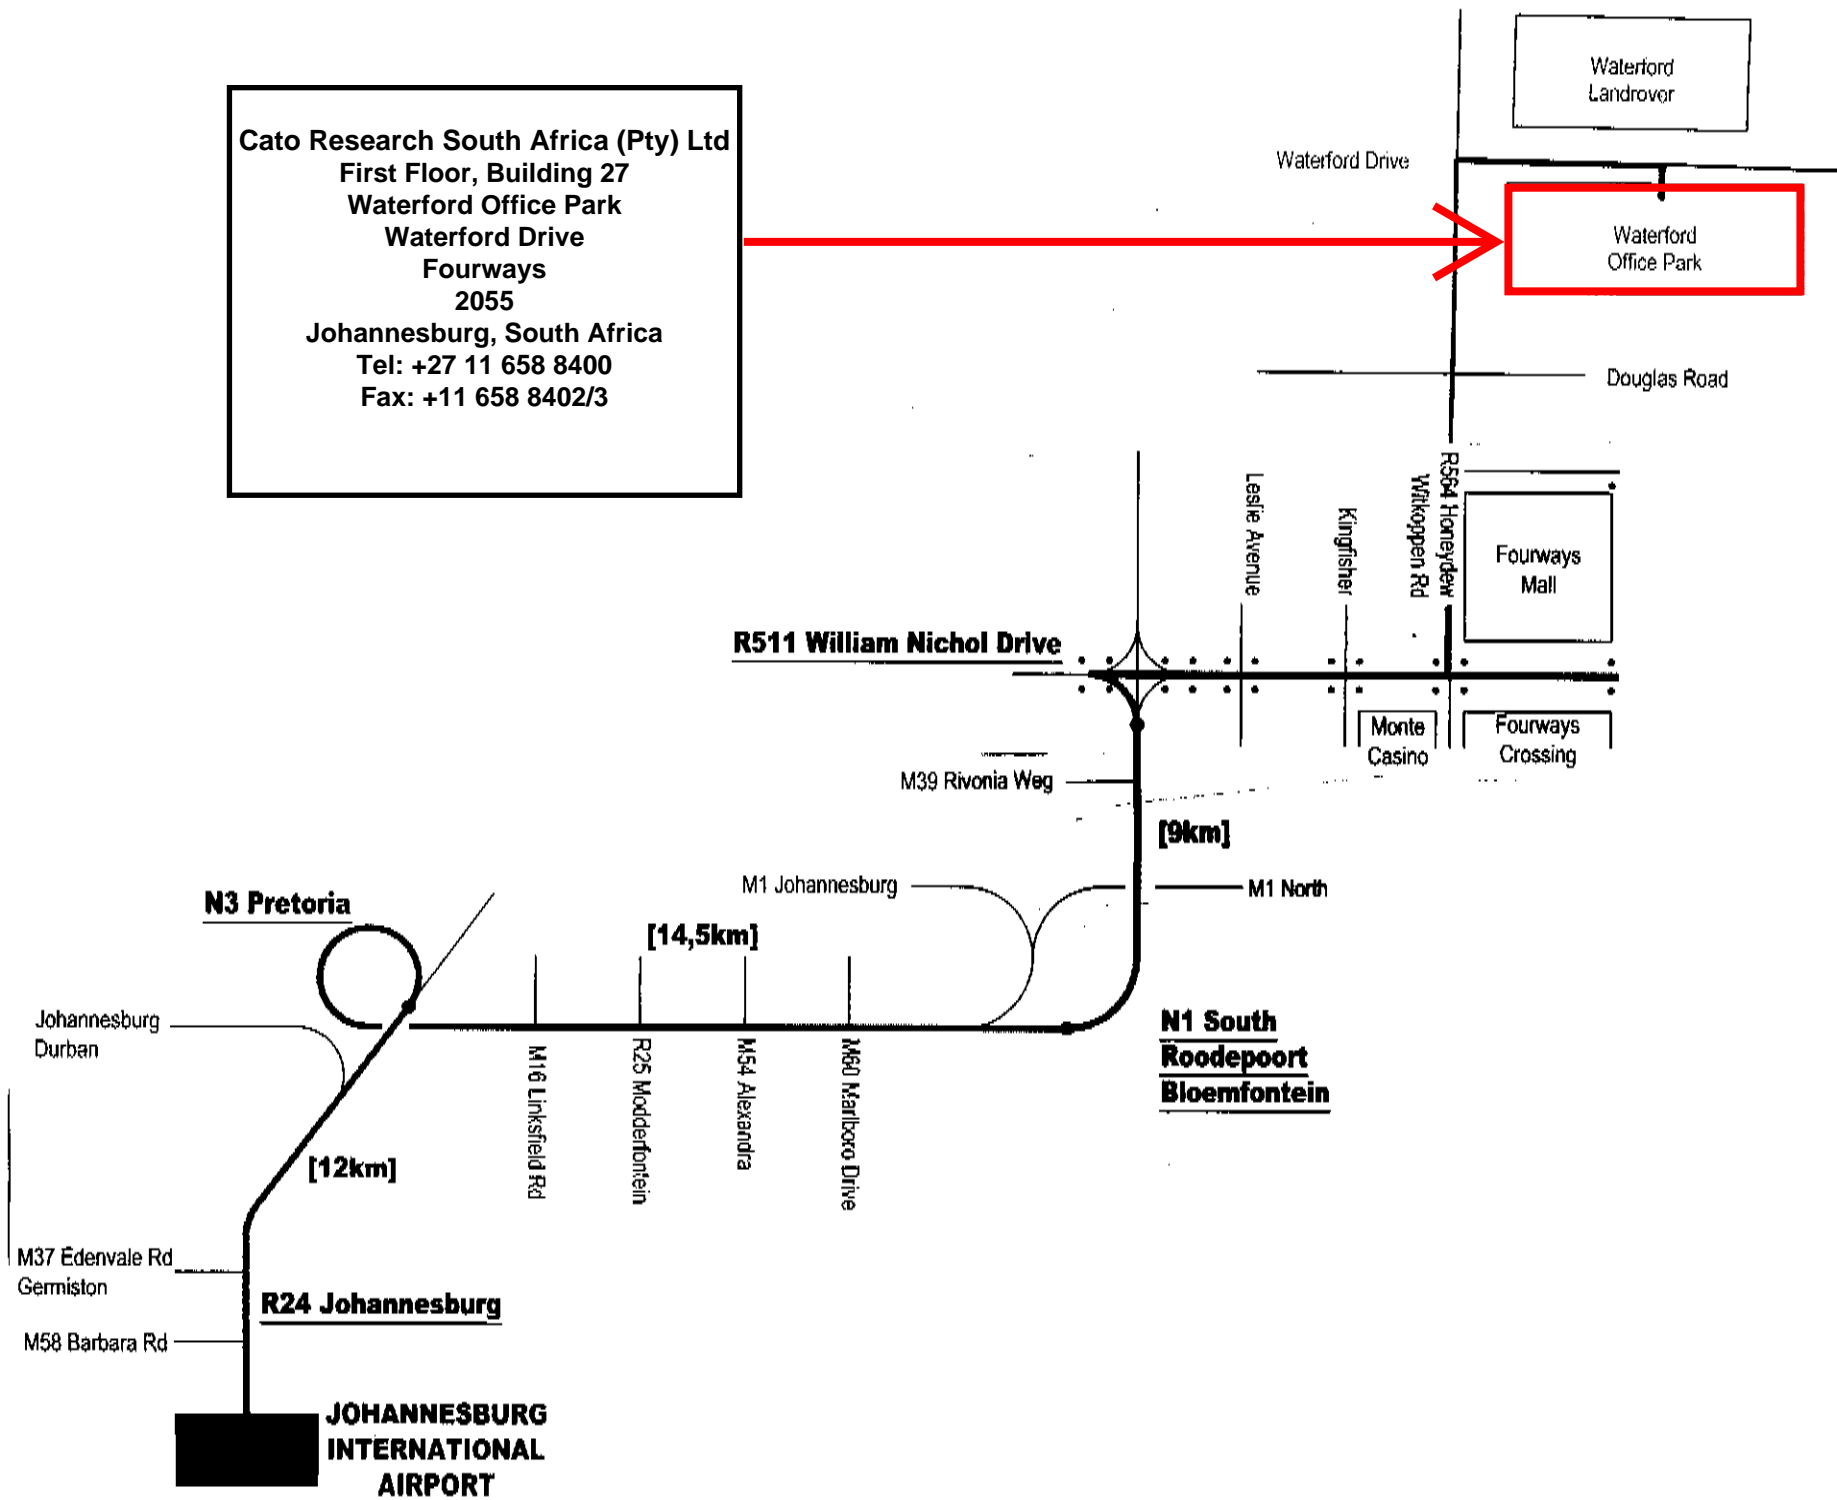 Waterford
Landrover
Cato Research South Africa (Pty) Ltd
First Floor, Building 27
Waterford Office Park
Waterford Drive
Fourways
2055
Johannesburg, South Africa
Tel: +27 11 658 8400
Fax: +11 658 8402/3
Waterford Drive
Waterford
Office Park
Douglas Road
Leslie Avenue
Kingfisher
Witkoppen Rd
R564 Honeydew
Fourways
Mall
R511 William Nichol Drive
Monte
Casino
Fourways
Crossing
M39 Rivonia Weg
[9km]
M1 Johannesburg
M1 North
N3 Pretoria
[14,5km]
Johannesburg
Durban
N1 South
Roodepoort
Bloemfontein
M16 Linksfield Rd
R25 Modderfontein
M54 Alexandra
M60 Marlboro Drive
[12km]
M37 Edenvale Rd
Germiston
R24 Johannesburg
M58 Barbara Rd
JOHANNESBURG
INTERNATIONAL
AIRPORT